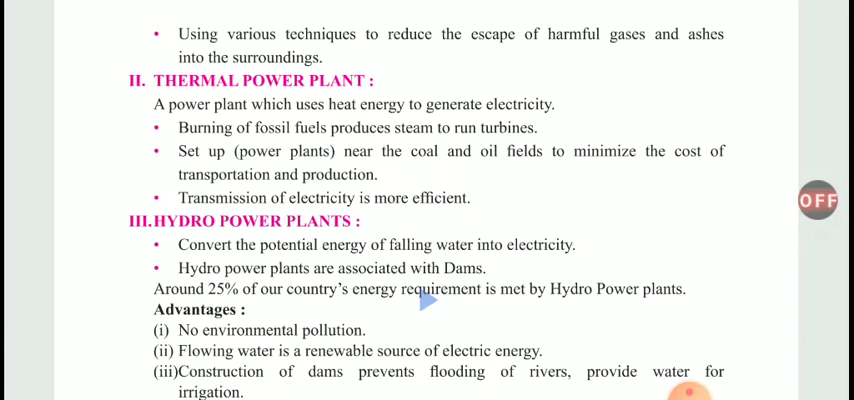 • Using various techniques to reduce the escape of harmful gases and ashes
into the surroundings.
II. THERMAL POWER PLANT :
A power plant which uses heat energy to generate electricity.
• Burning of fossil fuels produces steam to run turbines.
• Set up (power plants) near the coal and oil fields to minimize the cost of
transportation and production.
• Transmission of electricity is more efficient.
OFF
III.HYDRO POWER PLANTS :
• Convert the potential energy of falling water into electricity.
• Hydro power plants are associated with Dams.
Around 25% of our country's energy requirement is met by Hydro Power plants.
Advantages :
(i) No environmental pollution.
(ii) Flowing water is a renewable source of electric energy.
(iii)Construction of dams prevents flooding of rivers, provide water for
irrigation.